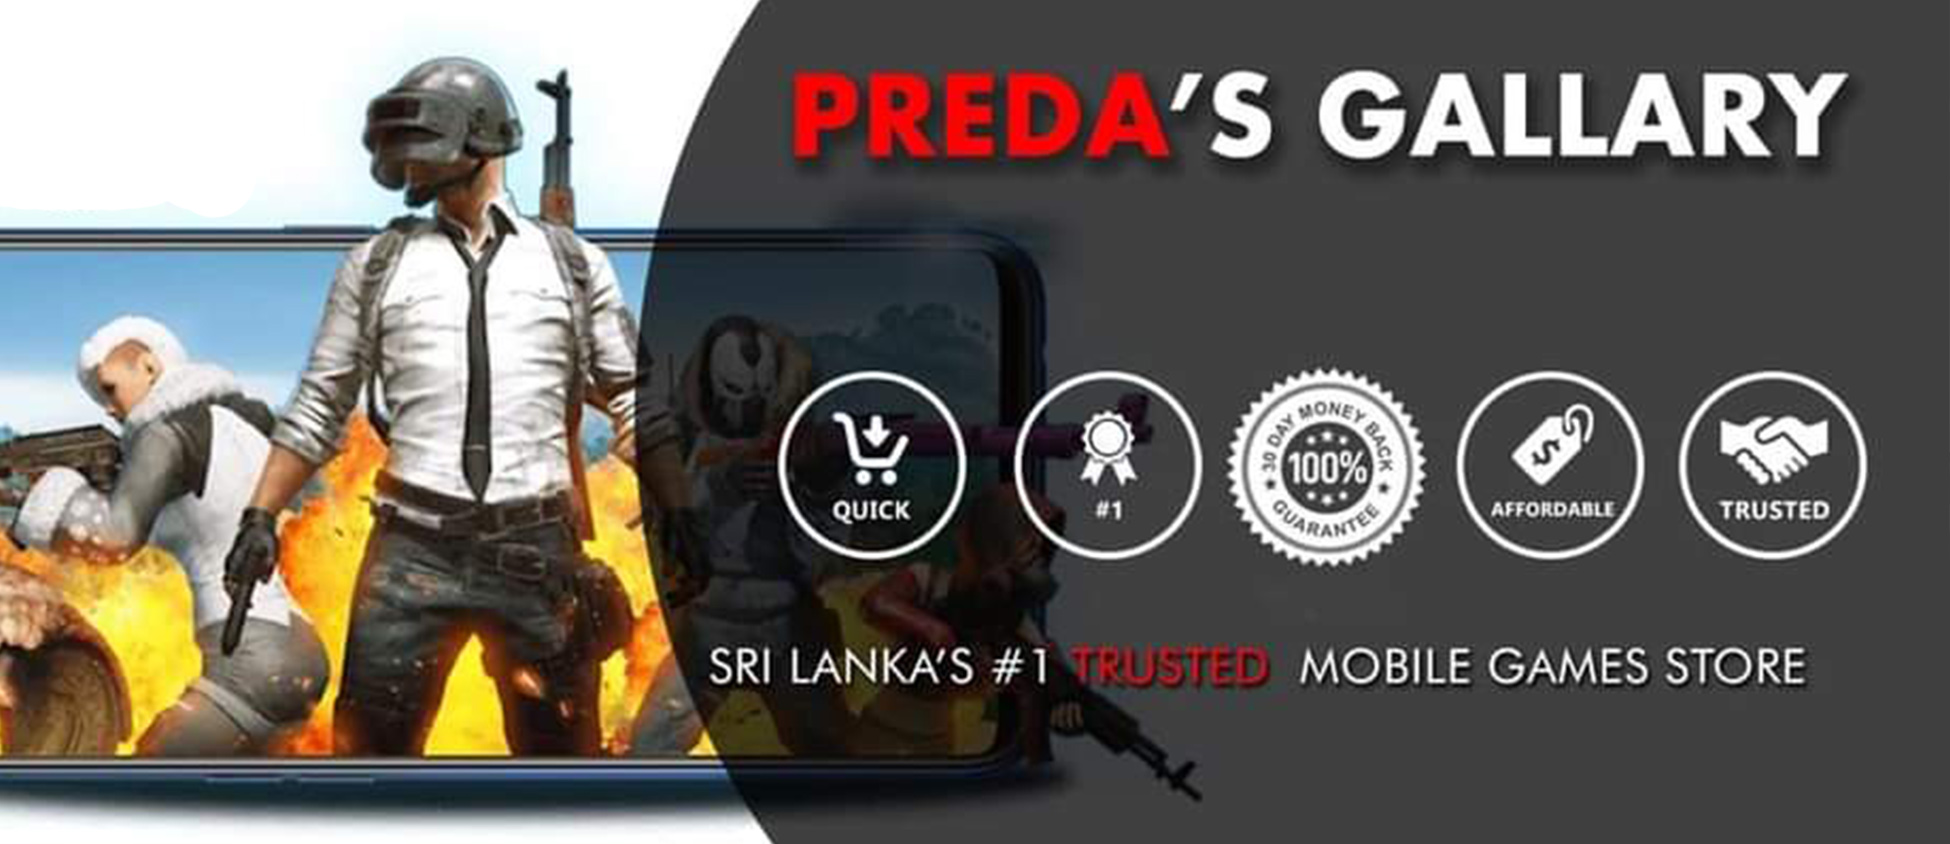 PREDA'S GALLARY
QUICK
#1
30 DAY MONEY BACK
100%
GUARANTEE
$
AFFORDABLE
TRUSTED
SRI LANKA'S #1 TRUSTED MOBILE GAMES STORE